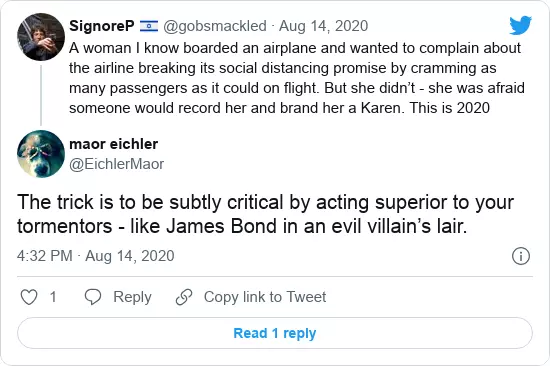 SignoreP 🇮🇱 @gobsmackled · Aug 14, 2020
A woman I know boarded an airplane and wanted to complain about
the airline breaking its social distancing promise by cramming as
many passengers as it could on flight. But she didn’t - she was afraid
someone would record her and brand her a Karen. This is 2020
maor eichler
@EichlerMaor
The trick is to be subtly critical by acting superior to your
tormentors - like James Bond in an evil villain’s lair.
4:32 PM · Aug 14, 2020
1 Reply Copy link to Tweet
Read 1 reply